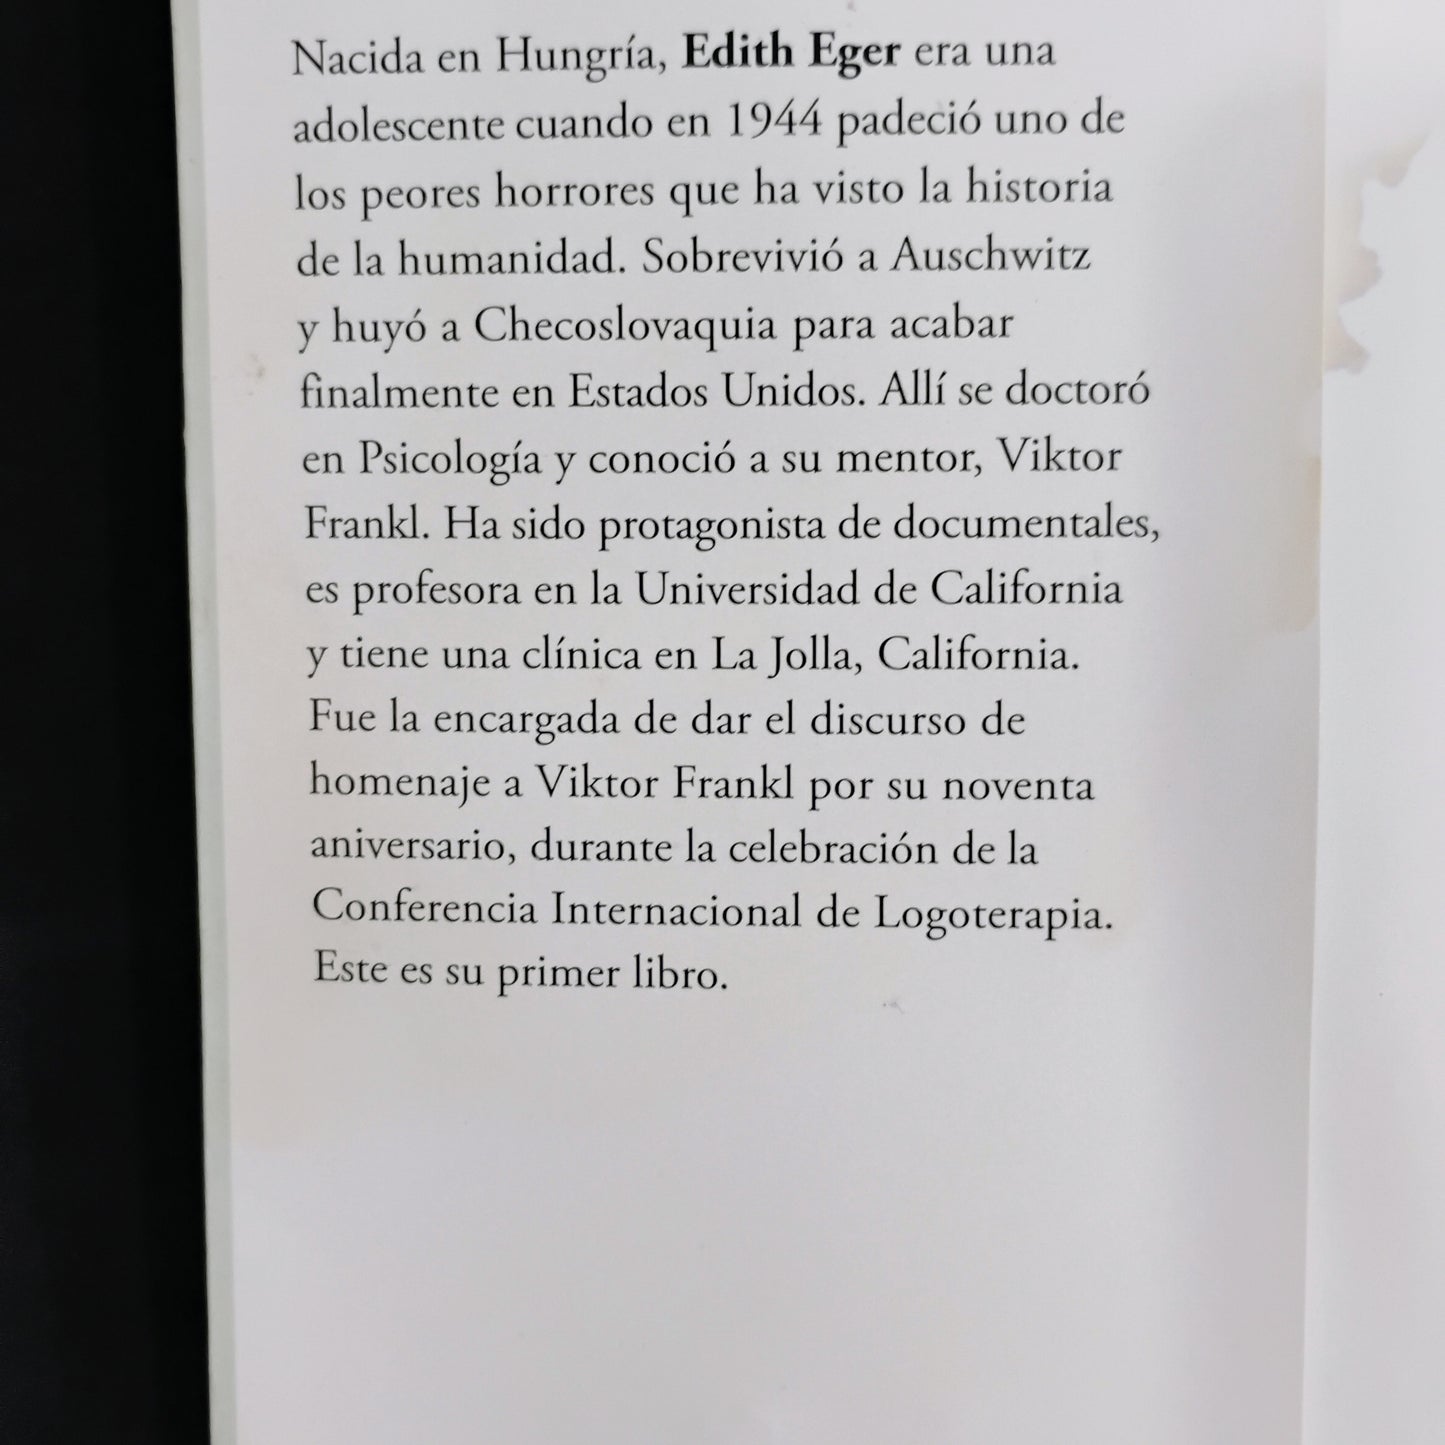 Nacida en Hungría, Edith Eger era una
adolescente cuando en 1944 padeció uno de
los peores horrores que ha visto la historia
de la humanidad. Sobrevivió a Auschwitz
y huyó a Checoslovaquia para acabar
finalmente en Estados Unidos. Allí se doctoró
en Psicología y conoció a su mentor, Viktor
Frankl. Ha sido protagonista de documentales,
es profesora en la Universidad de California
y tiene una clínica en La Jolla, California.
Fue la encargada de dar el discurso de
homenaje a Viktor Frankl por su noventa
aniversario, durante la celebración de la
Conferencia Internacional de Logoterapia.
Este es su primer libro.